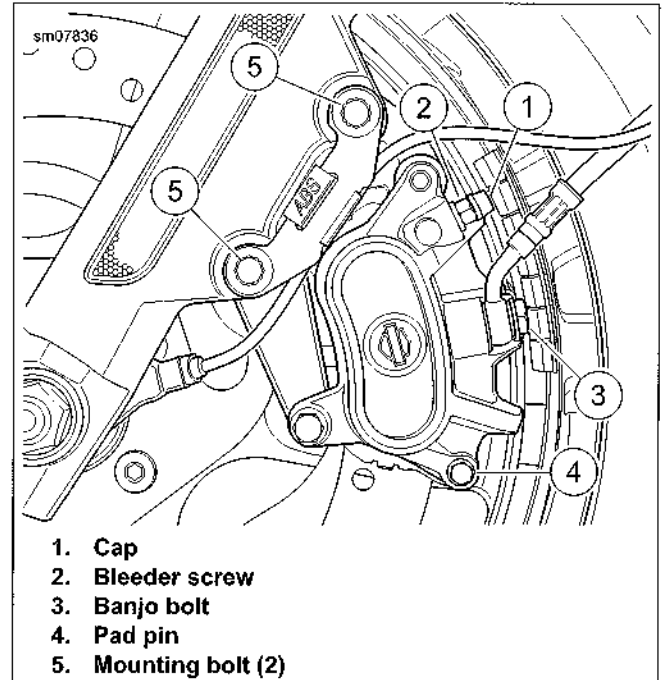 sm07836
5
2
1
5
ABS
3
4
1. Cap
2. Bleeder screw
3. Banjo bolt
4. Pad pin
5. Mounting bolt (2)